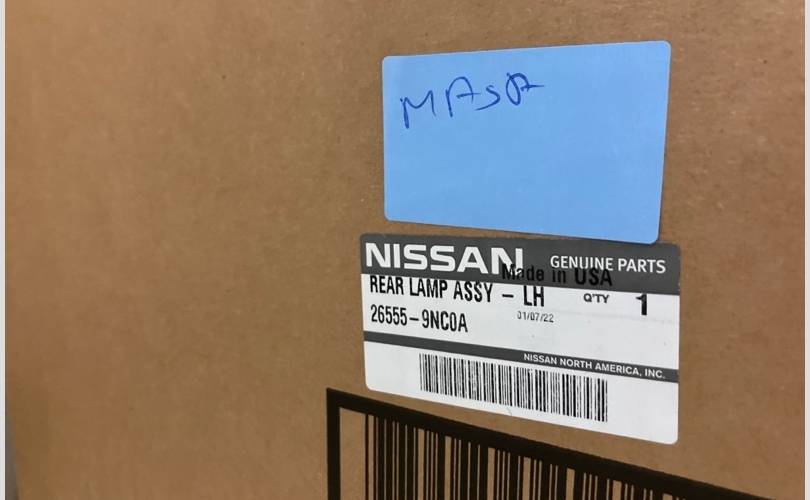 MASA
NISSAN GENUINE PARTS
Made in USA
REAR LAMP ASSY - LH Q'TY 1
26555-9NC0A 01/07/22
NISSAN NORTH AMERICA, INC.